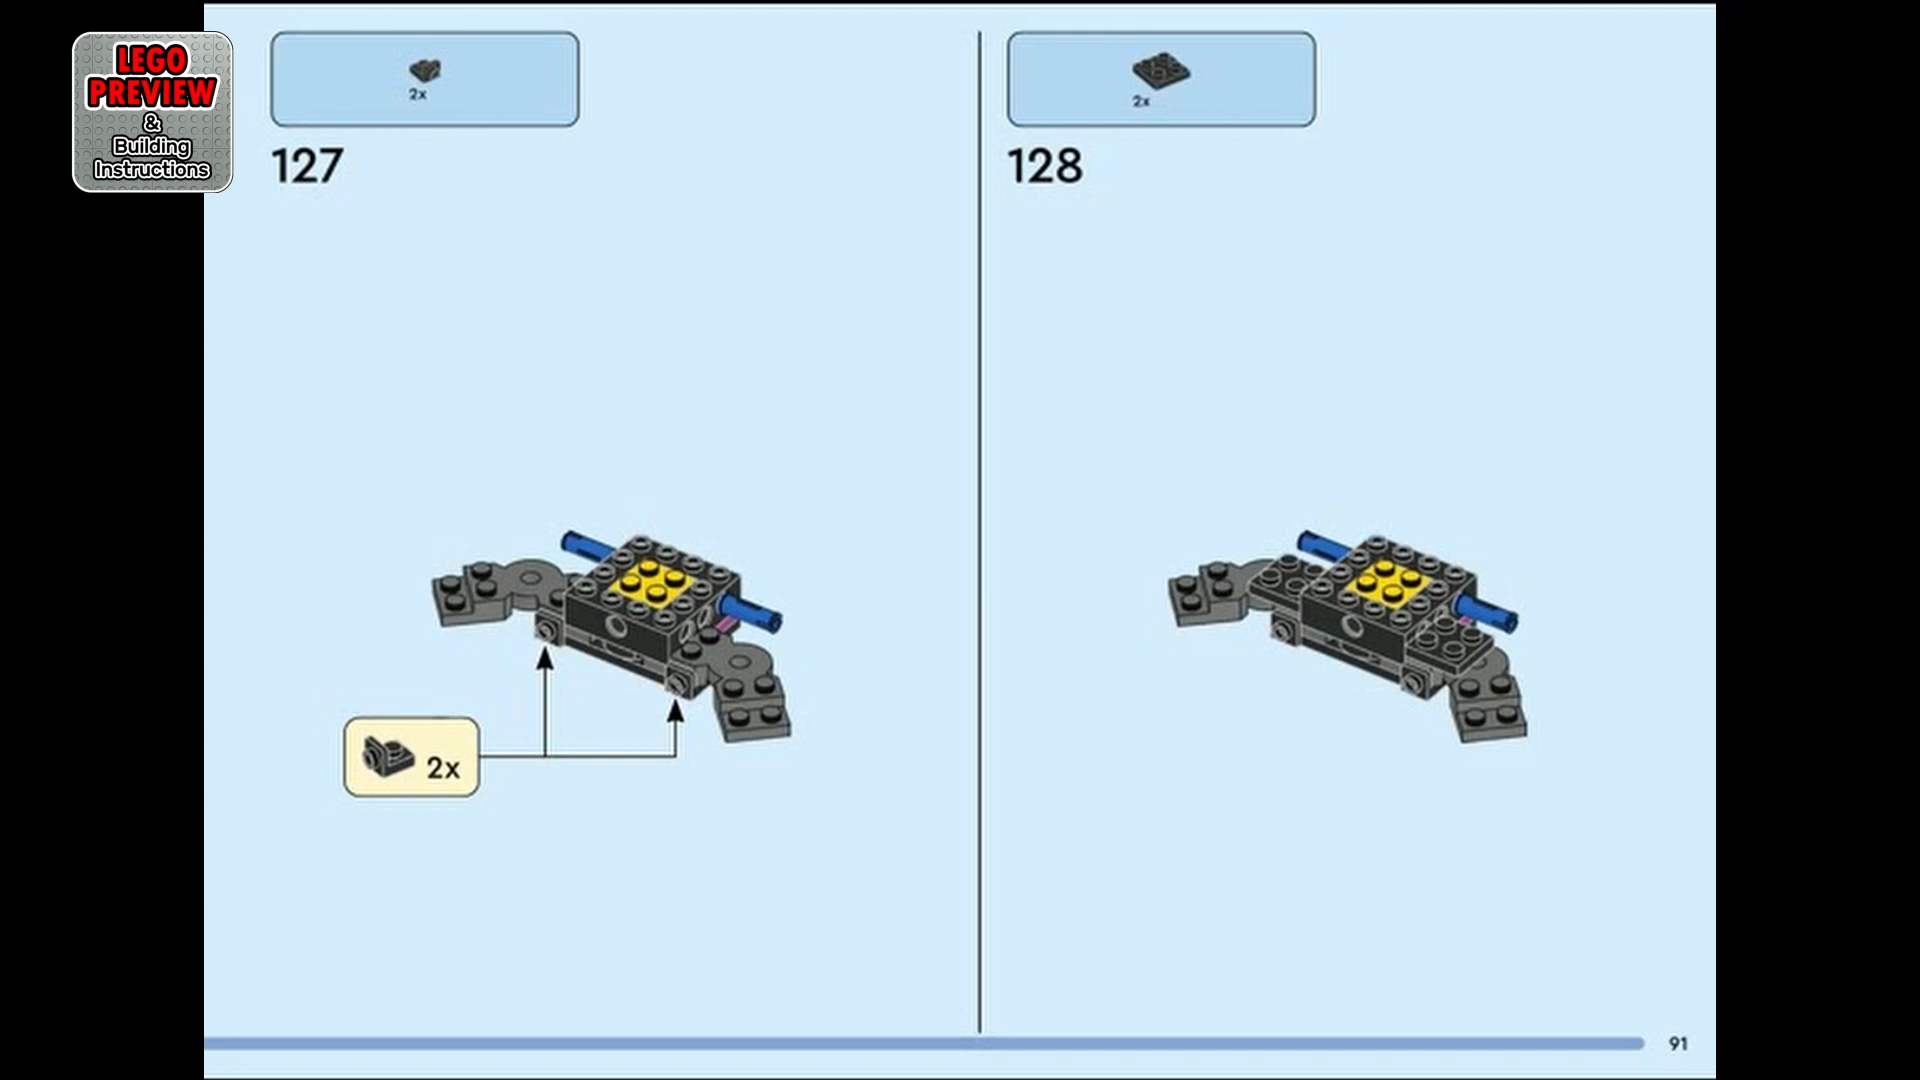 LEGO
PREVIEW
&
Building
Instructions
2x
127
2x
2x
128
91